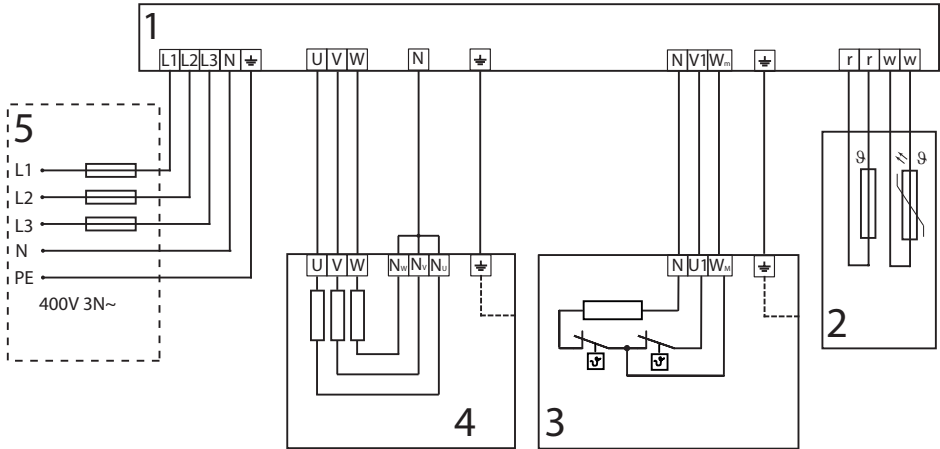 1
L1 L2 L3 N U V W N N V1 Wm r r w w
5
L1
L2
L3
N
PE
400V 3N~
U V W NW NV NU
4
N U1 WM
ϑ ϑ
3
ϑ ϑ
2